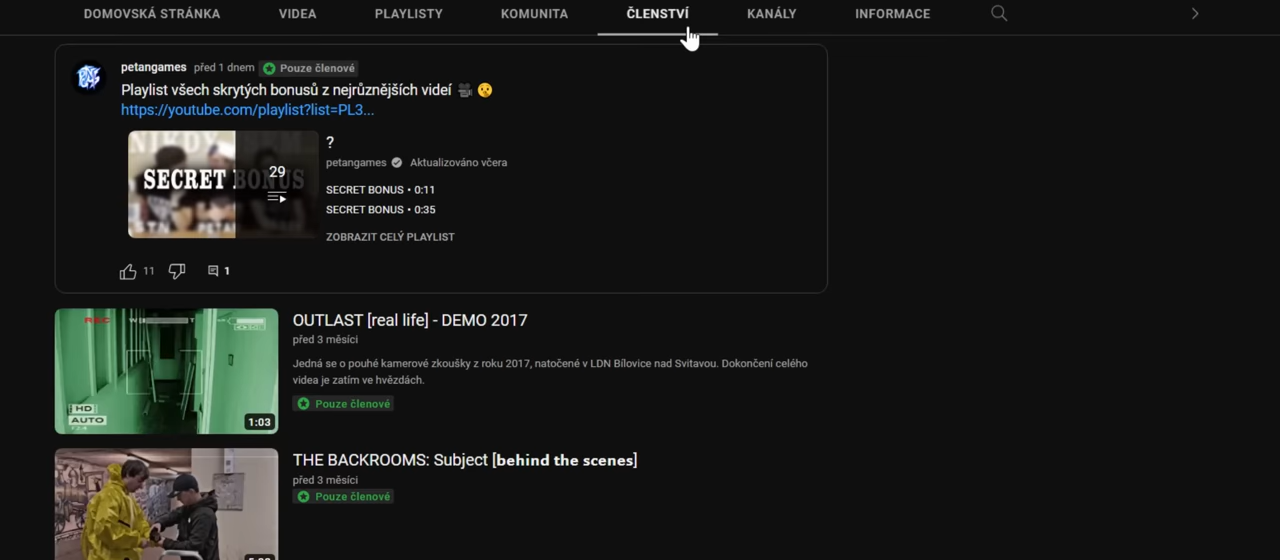 DOMOVSKÁ STRÁNKA VIDEA PLAYLISTY KOMUNITA ČLENSTVÍ KANÁLY INFORMACE
petangames před 1 dnem Pouze členové
Playlist všech skrytých bonusů z nejrůznějších videí
https://youtube.com/playlist?list=PL3...
SECRET BONUS
29
?
petangames Aktualizováno včera
SECRET BONUS • 0:11
SECRET BONUS • 0:35
ZOBRAZIT CELÝ PLAYLIST
11 1
REC
HD
AUTO
1:03
OUTLAST [real life] - DEMO 2017
před 3 měsíci
Jedná se o pouhé kamerové zkoušky z roku 2017, natočené v LDN Bílovice nad Svitavou. Dokončení celého
videa je zatím ve hvězdách.
Pouze členové
THE BACKROOMS: Subject [behind the scenes]
před 3 měsíci
Pouze členové